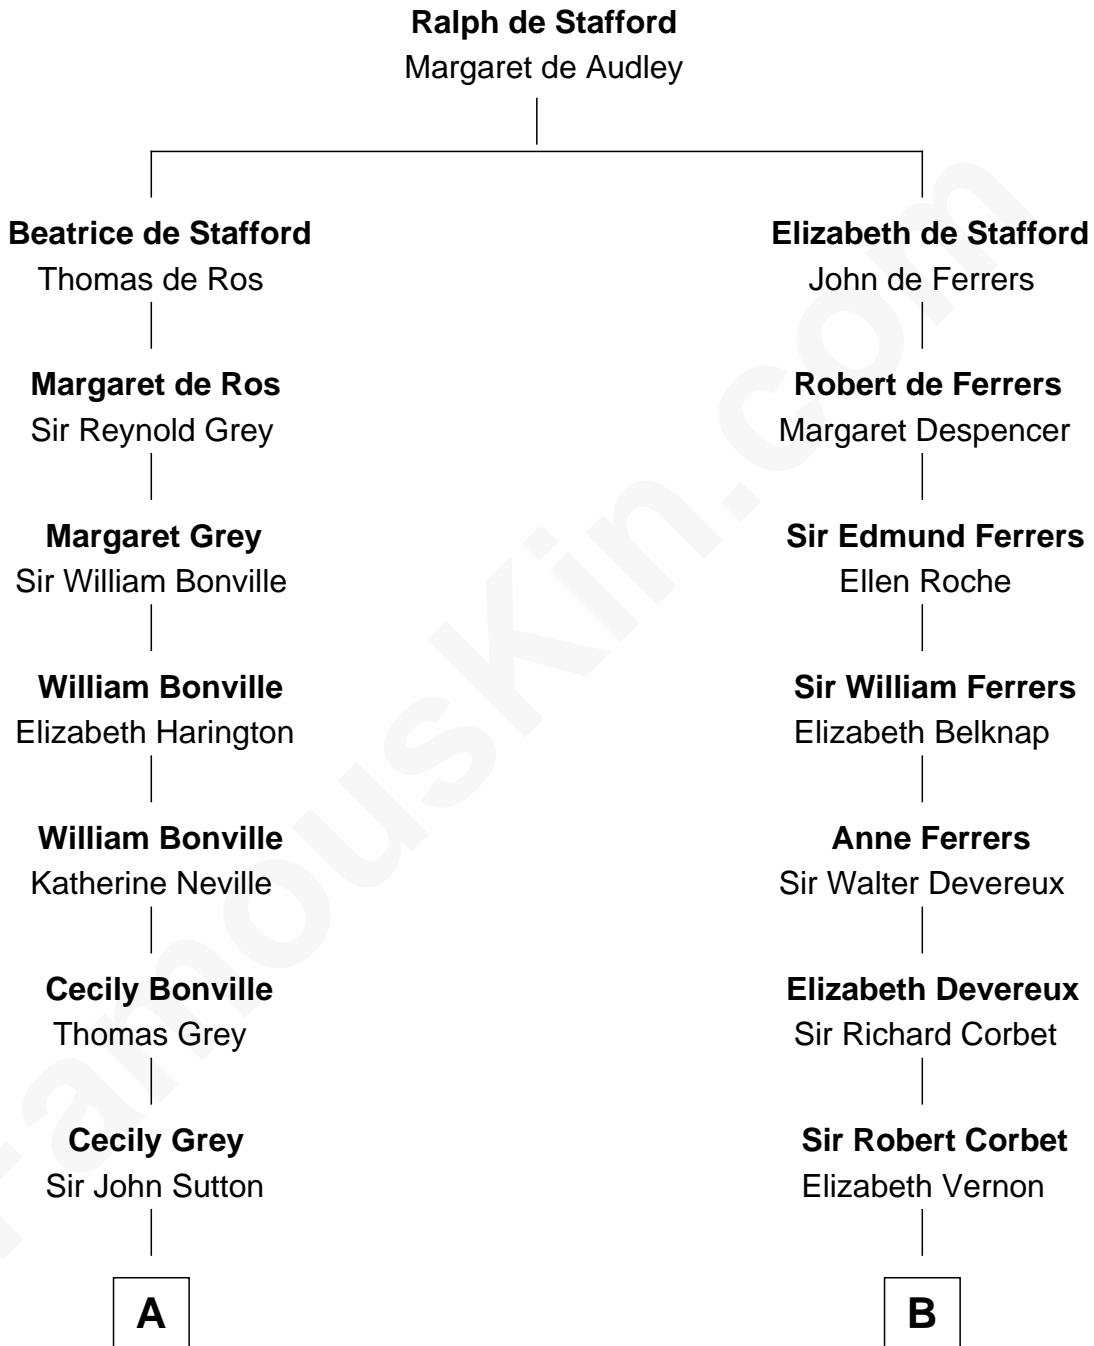 Ralph de Stafford
Margaret de Audley
Beatrice de Stafford
Thomas de Ros
Elizabeth de Stafford
John de Ferrers
Margaret de Ros
Sir Reynold Grey
Robert de Ferrers
Margaret Despencer
Margaret Grey
Sir William Bonville
Sir Edmund Ferrers
Ellen Roche
William Bonville
Elizabeth Harington
Sir William Ferrers
Elizabeth Belknap
William Bonville
Katherine Neville
Anne Ferrers
Sir Walter Devereux
Cecily Bonville
Thomas Grey
Elizabeth Devereux
Sir Richard Corbet
Cecily Grey
Sir John Sutton
Sir Robert Corbet
Elizabeth Vernon
A
B
FamousKin.com